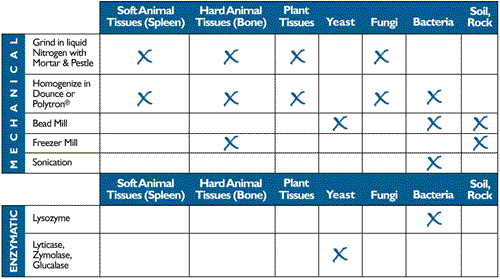 Soft Animal Tissues (Spleen) Hard Animal Tissues (Bone) Plant Tissues Yeast Fungi Bacteria Soil, Rock
MECHANICAL
Grind in liquid
Nitrogen with
Mortar & Pestle X X X X
Homogenize in
Dounce or
Polytron® X X X X X
Bead Mill X X X
Freezer Mill X X
Sonication X
Soft Animal Tissues (Spleen) Hard Animal Tissues (Bone) Plant Tissues Yeast Fungi Bacteria Soil, Rock
ENZYMATIC
Lysozyme X
Lyticase,
Zymolase,
Glucalase X